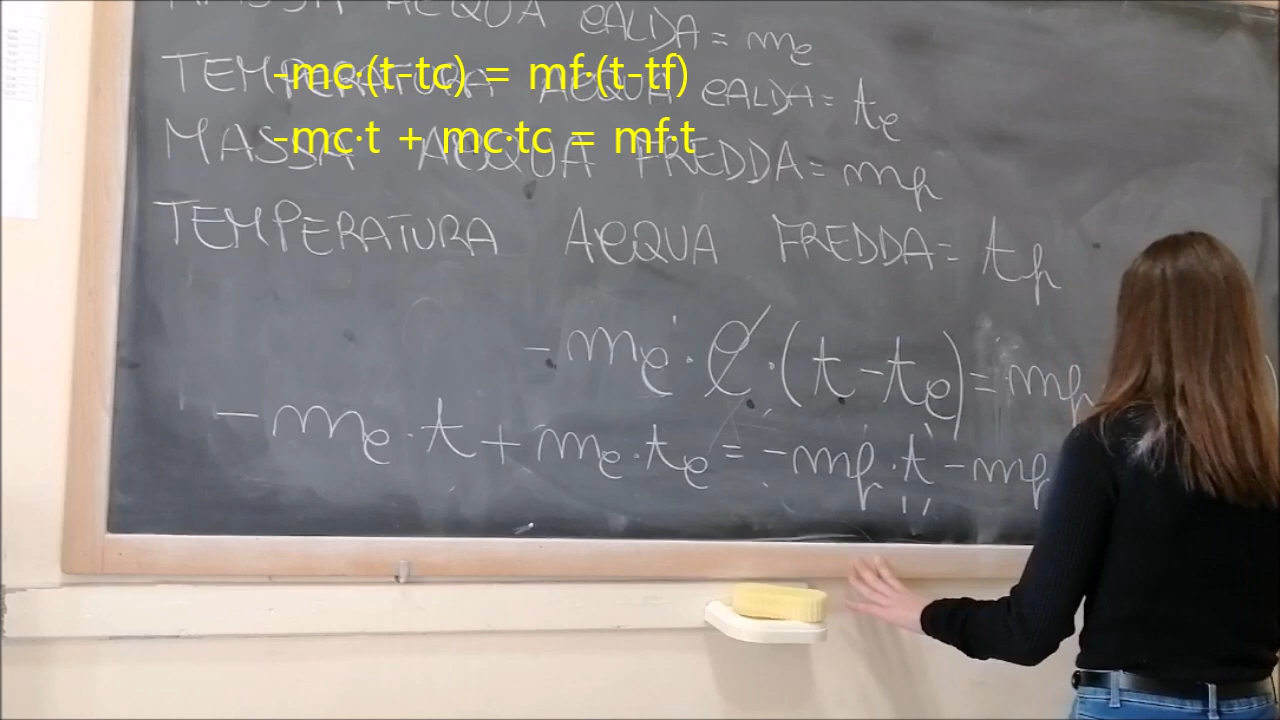 MASSA ACQUA CALDA = mc
-mc·(t-tc) = mf·(t-tf)
TEMPERATURA ACQUA CALDA = tc
-mc·t + mc·tc = mf·t
MASSA ACQUA FREDDA = mf
TEMPERATURA ACQUA FREDDA = tf
-mc·c·(t-tc) = mf
-mc·t + mc·tc = -mf·t - mf